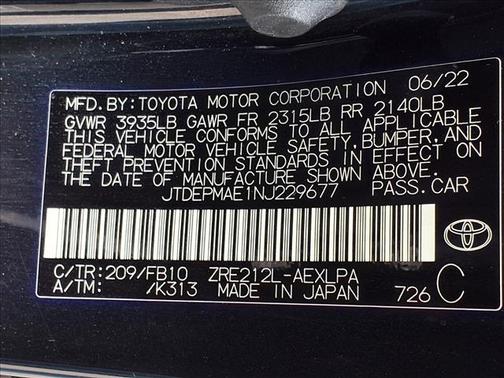 MFD.BY:TOYOTA MOTOR CORPORATION 06/22
GVWR 3935LB GAWR FR 2315LB RR 2140LB
THIS VEHICLE CONFORMS TO ALL APPLICABLE
FEDERAL MOTOR VEHICLE SAFETY,BUMPER,AND
THEFT PREVENTION STANDARDS IN EFFECT ON
THE DATE OF MANUFACTURE SHOWN ABOVE.
JTDEPMAE1NJ229677 PASS.CAR
C/TR:209/FB10 ZRE212L-AEXLPA C
A/TM: /K313 MADE IN JAPAN 726